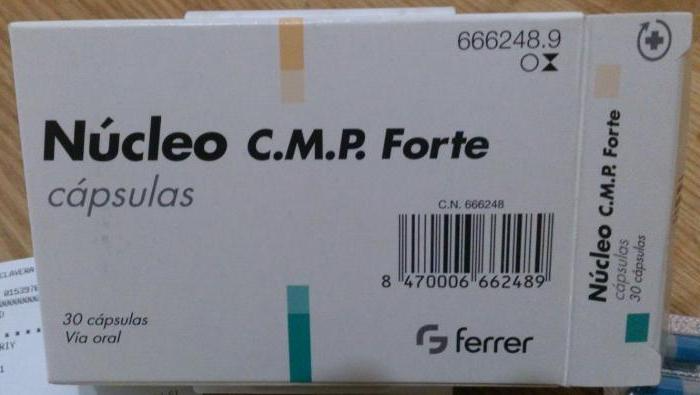 666248.9
Núcleo C.M.P. Forte
cápsulas
C.N. 666248
8 470006 662489
30 cápsulas
Vía oral
ferrer
Núcleo C.M.P. Forte
cápsulas
30 cápsulas
CLAVERA